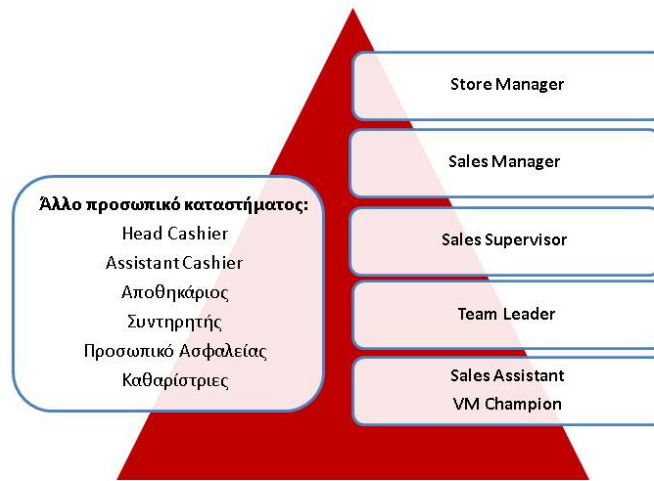 Store Manager
Sales Manager
Άλλο προσωπικό καταστήματος:
Head Cashier
Assistant Cashier
Αποθηκάριος
Συντηρητής
Προσωπικό Ασφαλείας
Καθαρίστριες
Sales Supervisor
Team Leader
Sales Assistant
VM Champion